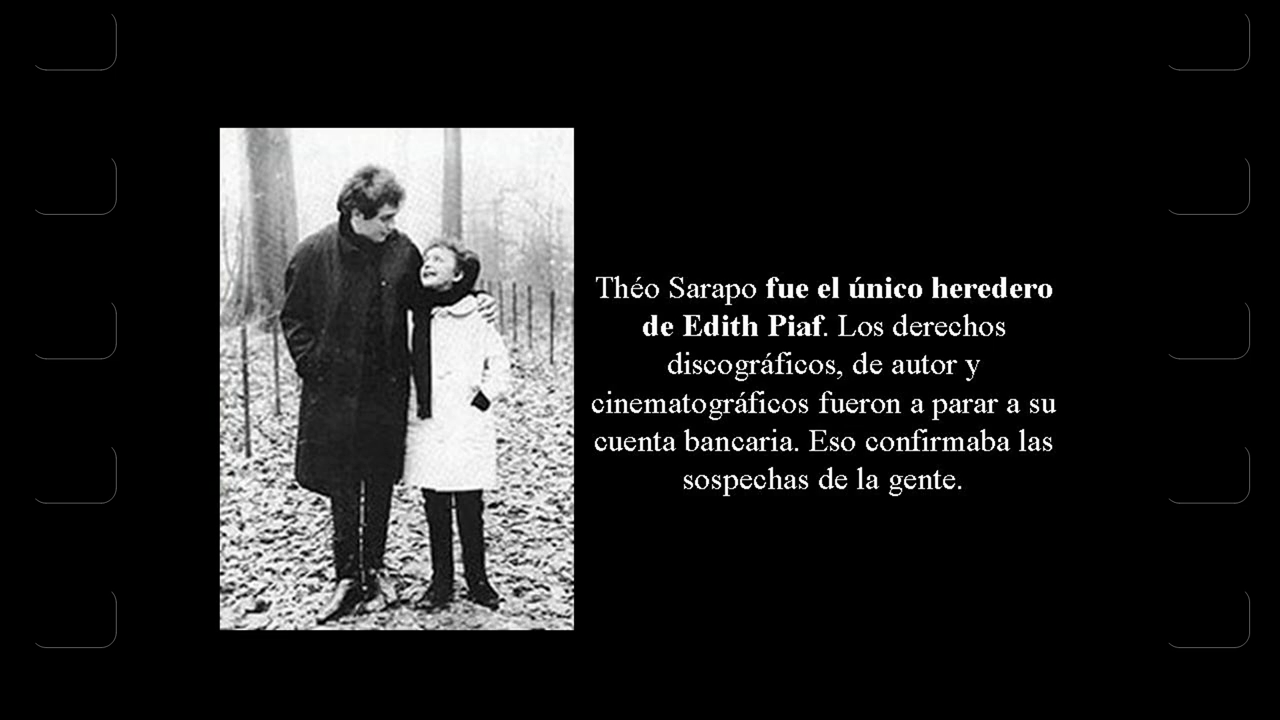 Théo Sarapo fue el único heredero
de Edith Piaf. Los derechos
discográficos, de autor y
cinematográficos fueron a parar a su
cuenta bancaria. Eso confirmaba las
sospechas de la gente.